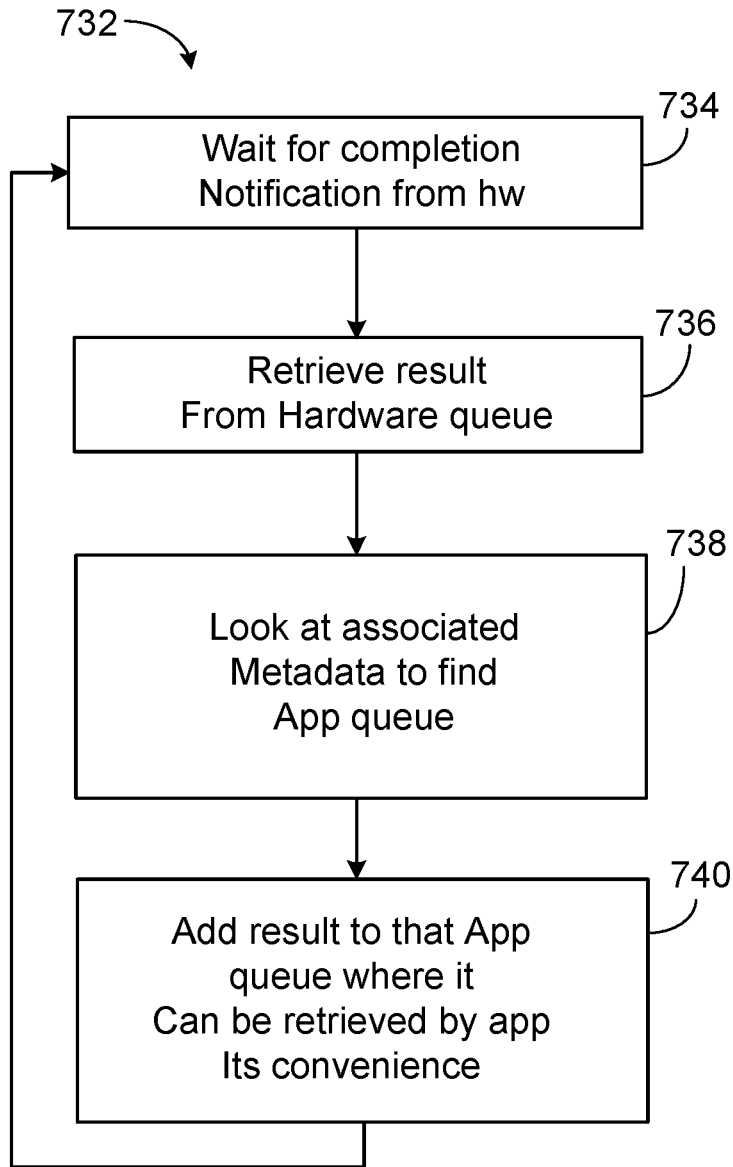 732
734
Wait for completion
Notification from hw
736
Retrieve result
From Hardware queue
738
Look at associated
Metadata to find
App queue
740
Add result to that App
queue where it
Can be retrieved by app
Its convenience